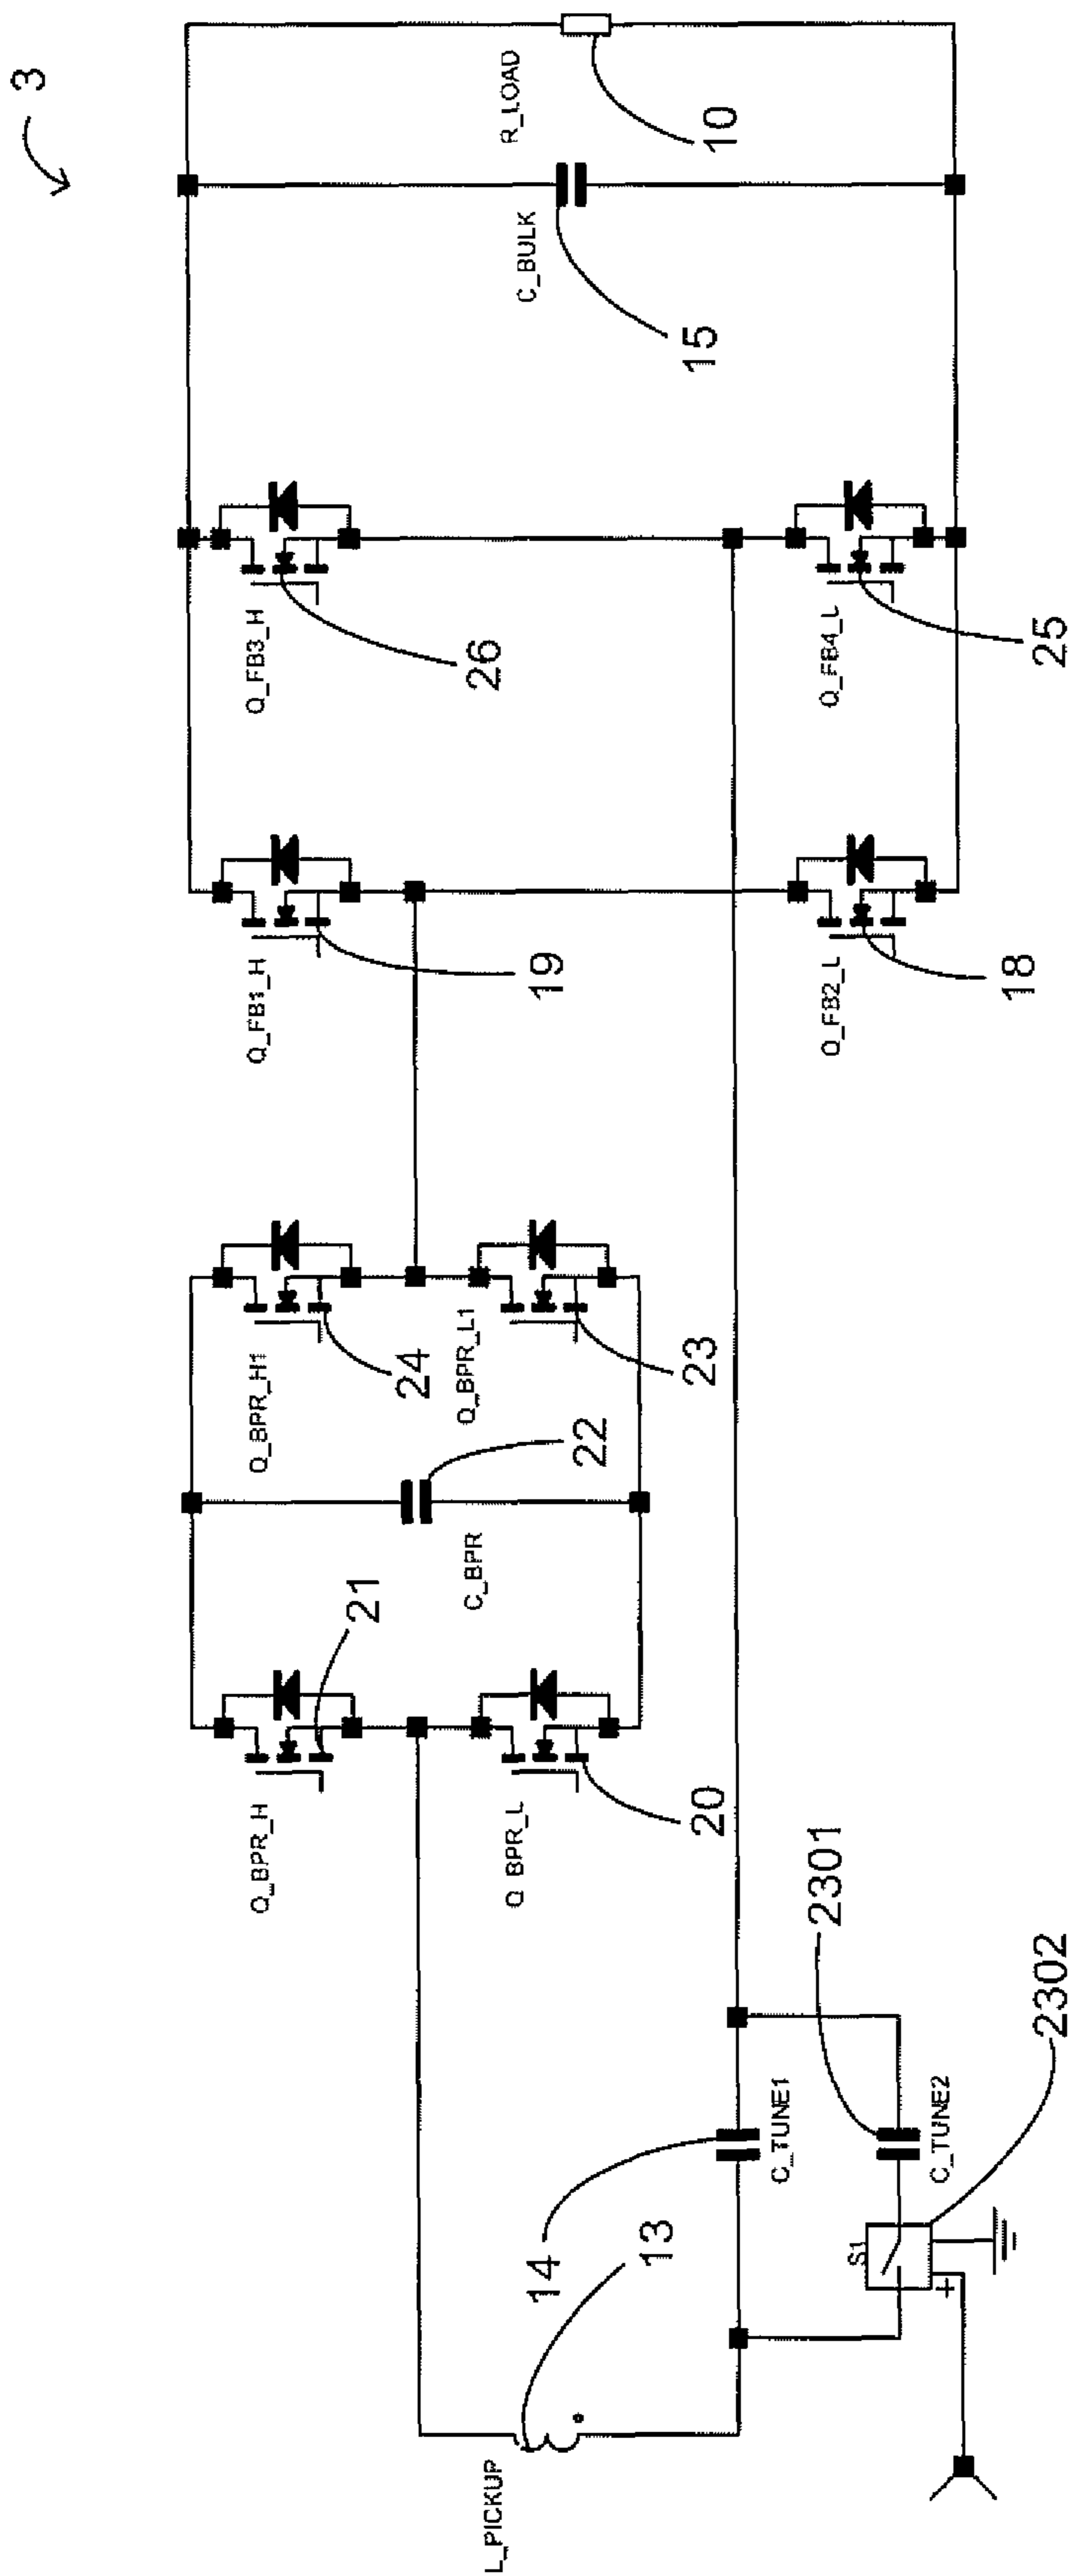 3
R_LOAD
10
C_BULK
15
Q_FB3_H
26
Q_FB4_L
25
Q_FB1_H
19
Q_FB2_L
18
Q_BPR_H1
24
Q_BPR_L1
23
22
C_BPR
21
Q_BPR_H
20
Q_BPR_L
2301
2302
C_TUNE1
C_TUNE2
14
13
S1
+
L_PICKUP